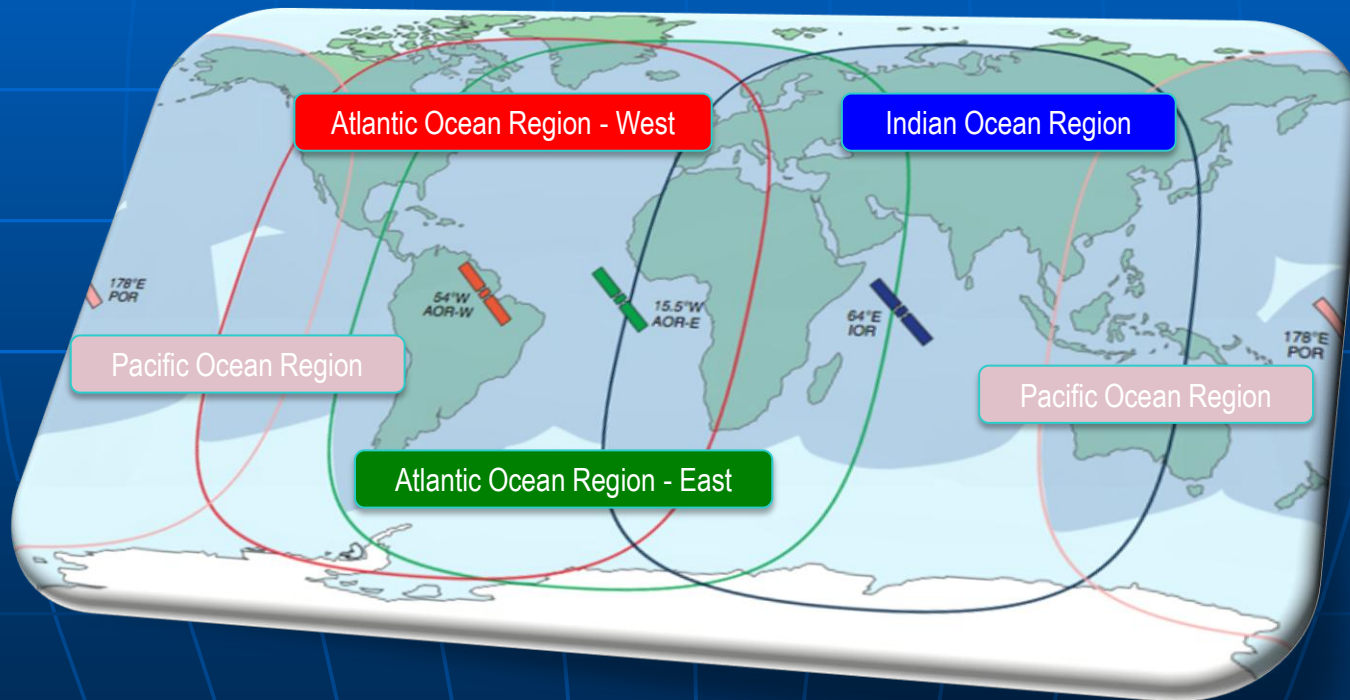 Atlantic Ocean Region - West
Indian Ocean Region
178°E
POR
54°W
AOR-W
15.5°W
AOR-E
64°E
IOR
178°E
POR
Pacific Ocean Region
Pacific Ocean Region
Atlantic Ocean Region - East